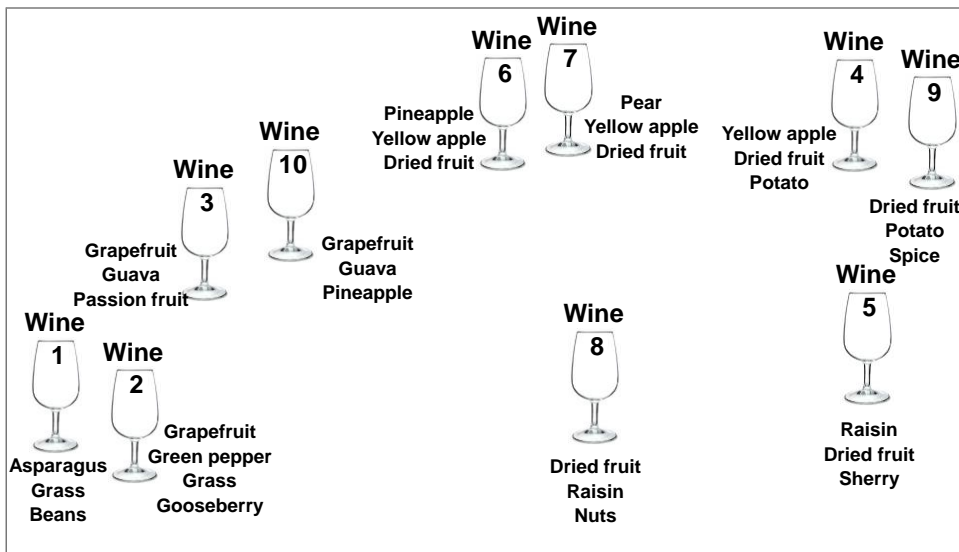 Wine
6
Pineapple
Yellow apple
Dried fruit
Wine
7
Pear
Yellow apple
Dried fruit
Wine
4
Yellow apple
Dried fruit
Potato
Wine
9
Dried fruit
Potato
Spice
Wine
10
Grapefruit
Guava
Pineapple
Wine
3
Grapefruit
Guava
Passion fruit
Wine
1
Asparagus
Grass
Beans
Wine
2
Grapefruit
Green pepper
Grass
Gooseberry
Wine
8
Dried fruit
Raisin
Nuts
Wine
5
Raisin
Dried fruit
Sherry